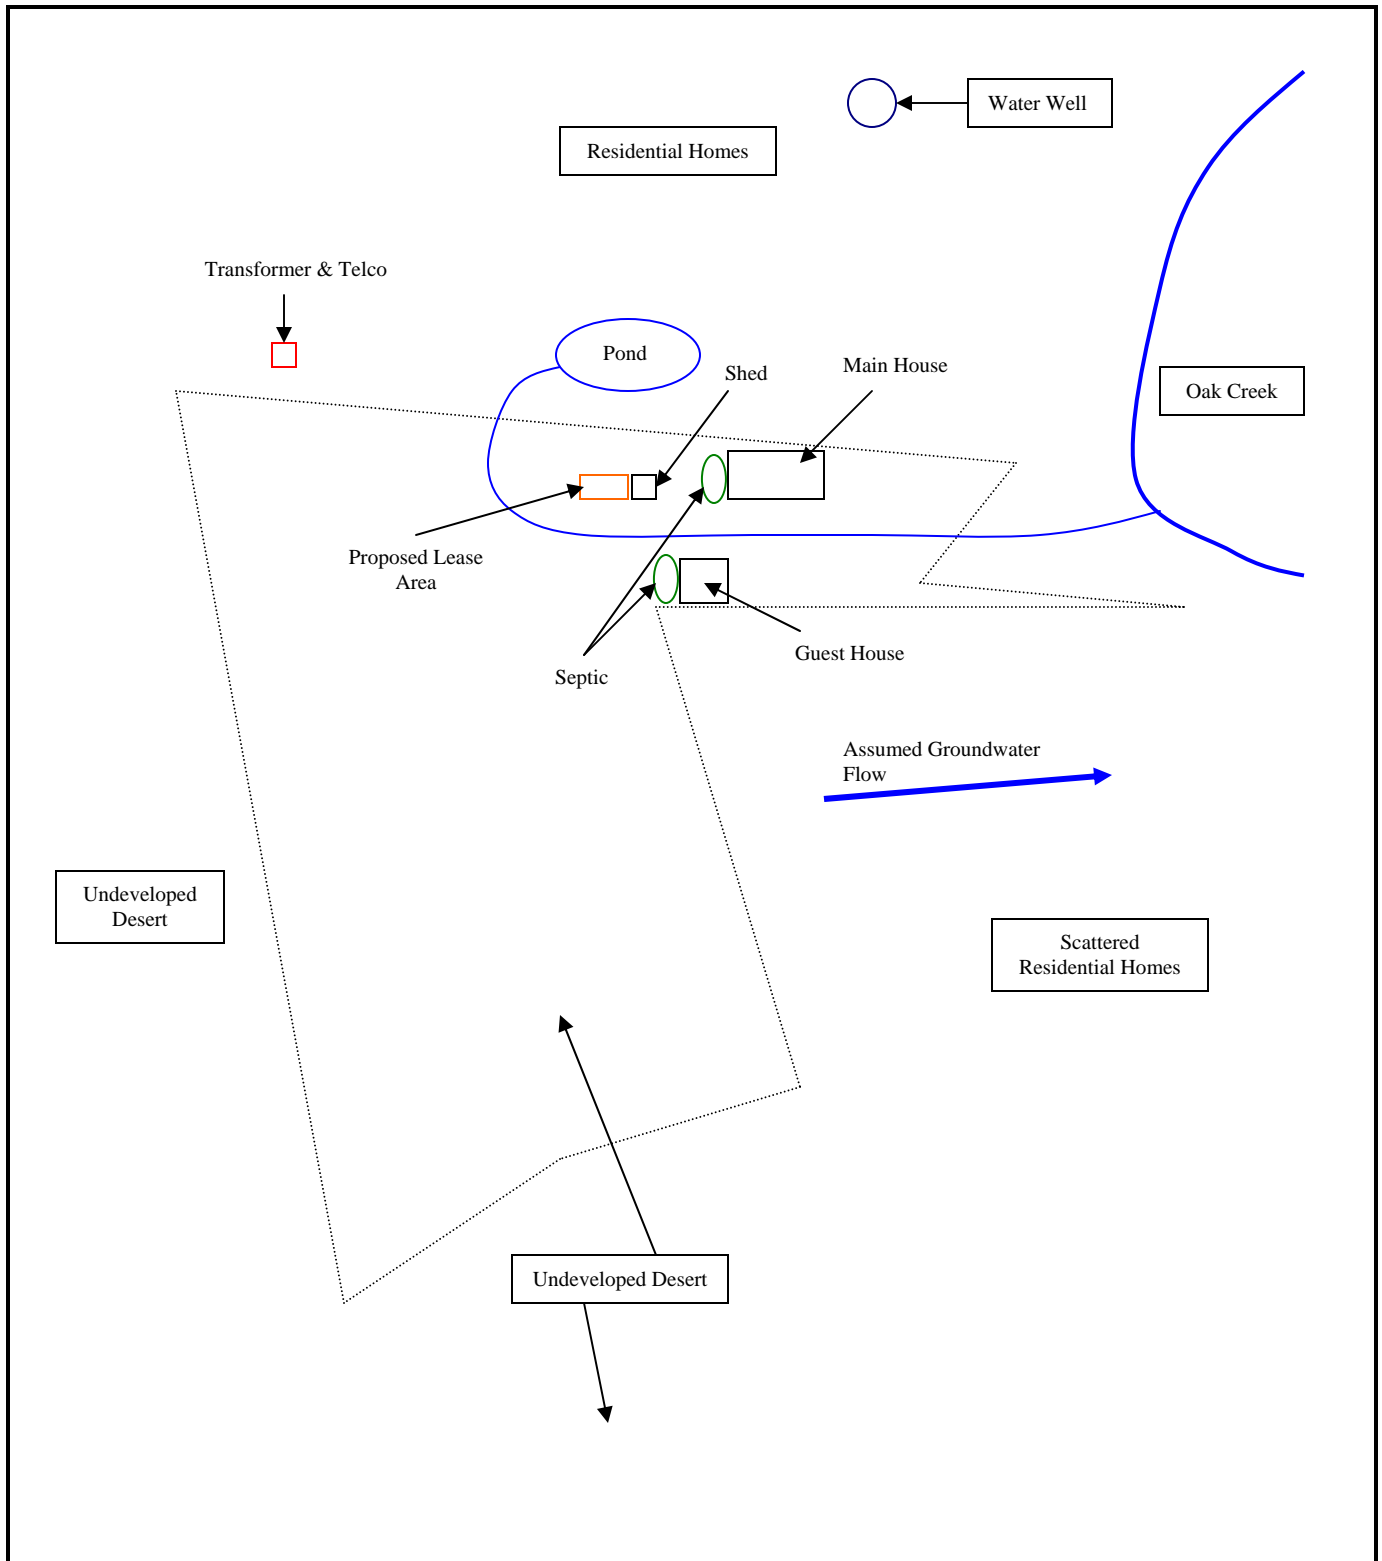 Water Well
Residential Homes
Transformer & Telco
Pond
Shed
Main House
Oak Creek
Proposed Lease
Area
Septic
Guest House
Assumed Groundwater
Flow
Undeveloped
Desert
Scattered
Residential Homes
Undeveloped Desert